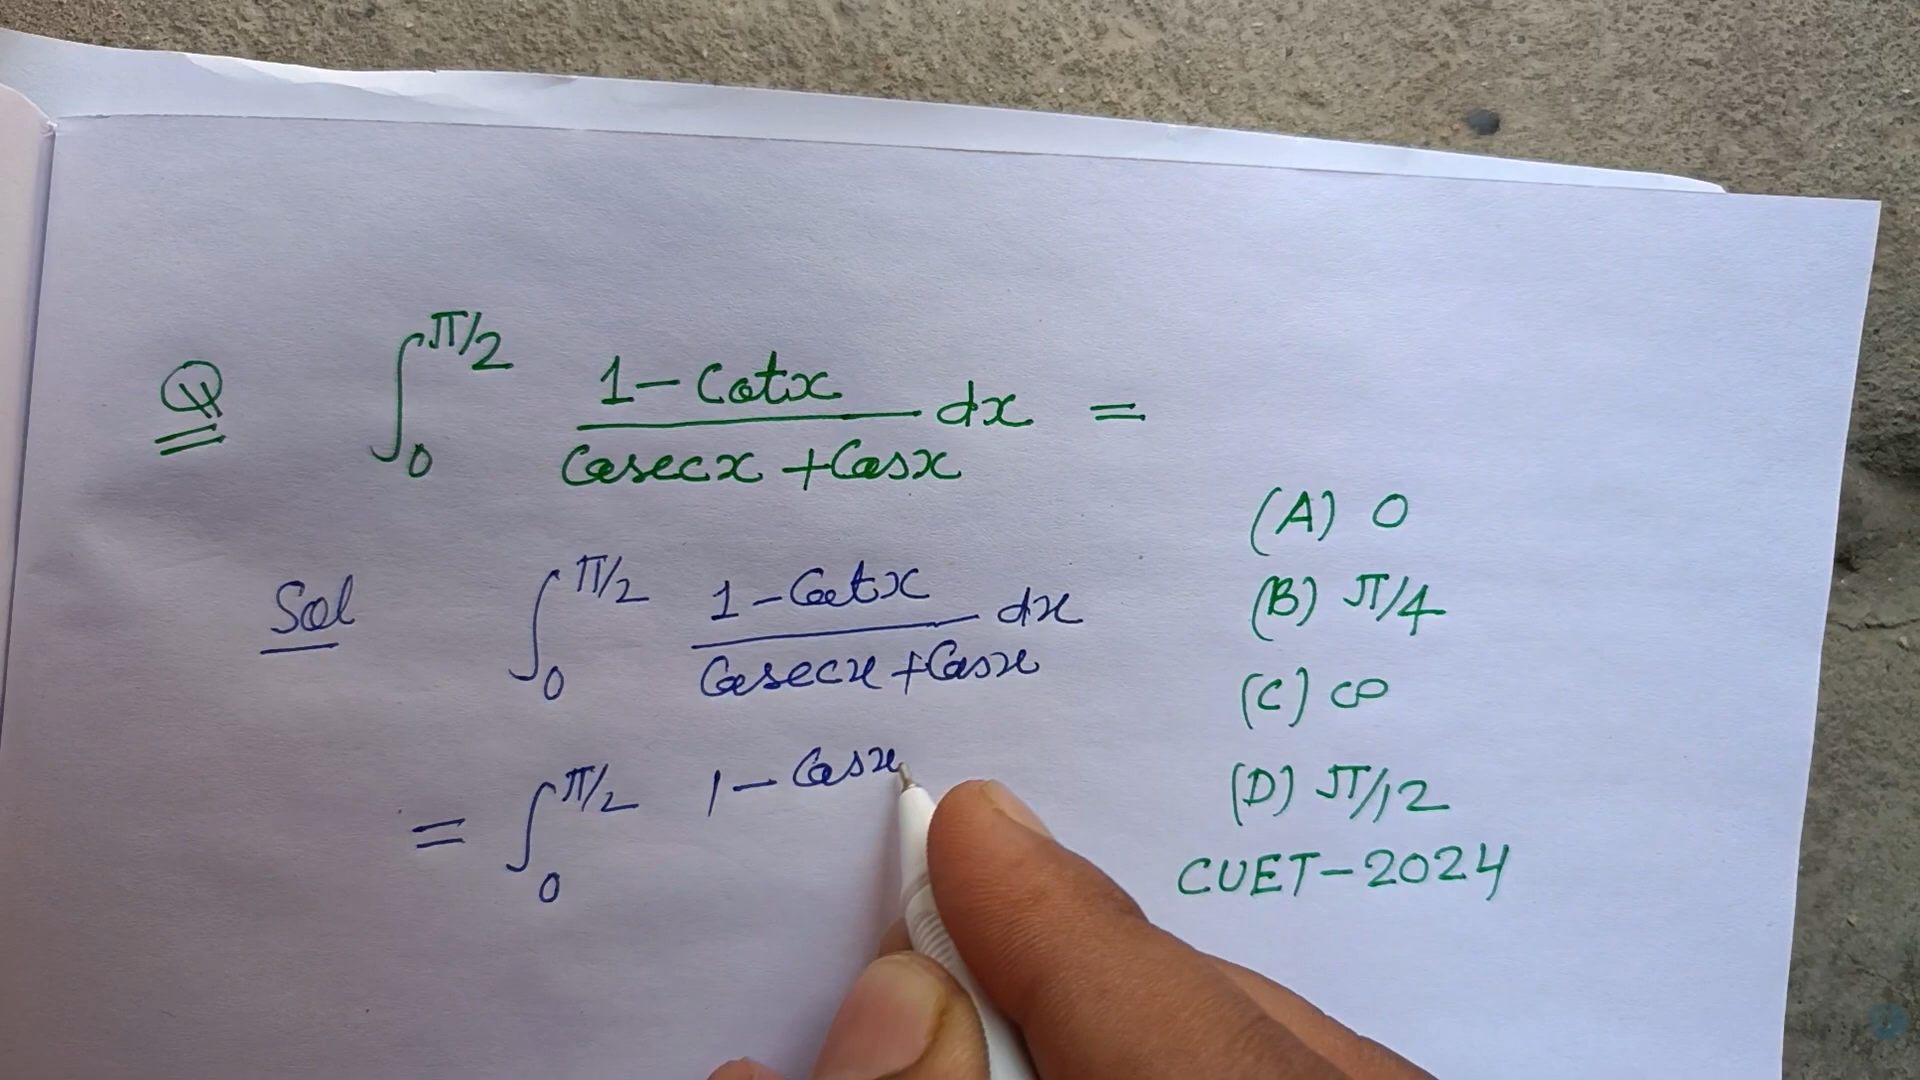 Q ∫₀^π/2 (1 - Cotx)/(Cosecx + Cosx) dx =
(A) 0
(B) π/4
(C) ∞
(D) π/12
CUET-2024
Sol ∫₀^π/2 (1 - Cotx)/(Cosecx + Cosx) dx
= ∫₀^π/2 1 - Cosx